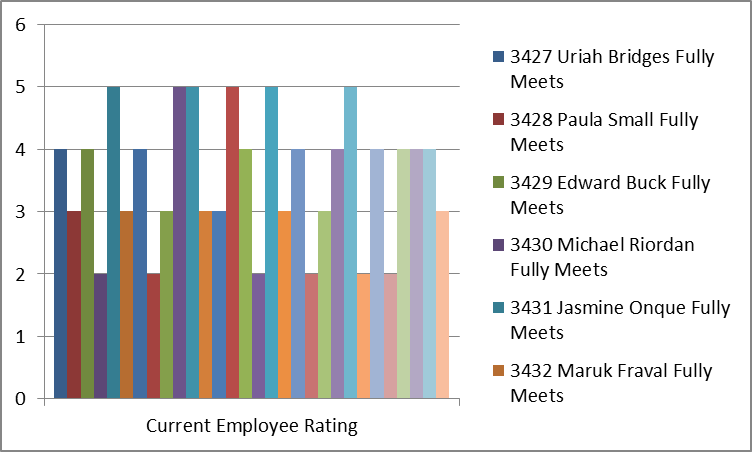 6
5
4
3
2
1
0
Current Employee Rating
3427 Uriah Bridges Fully
Meets
3428 Paula Small Fully
Meets
3429 Edward Buck Fully
Meets
3430 Michael Riordan
Fully Meets
3431 Jasmine Onque Fully
Meets
3432 Maruk Fraval Fully
Meets